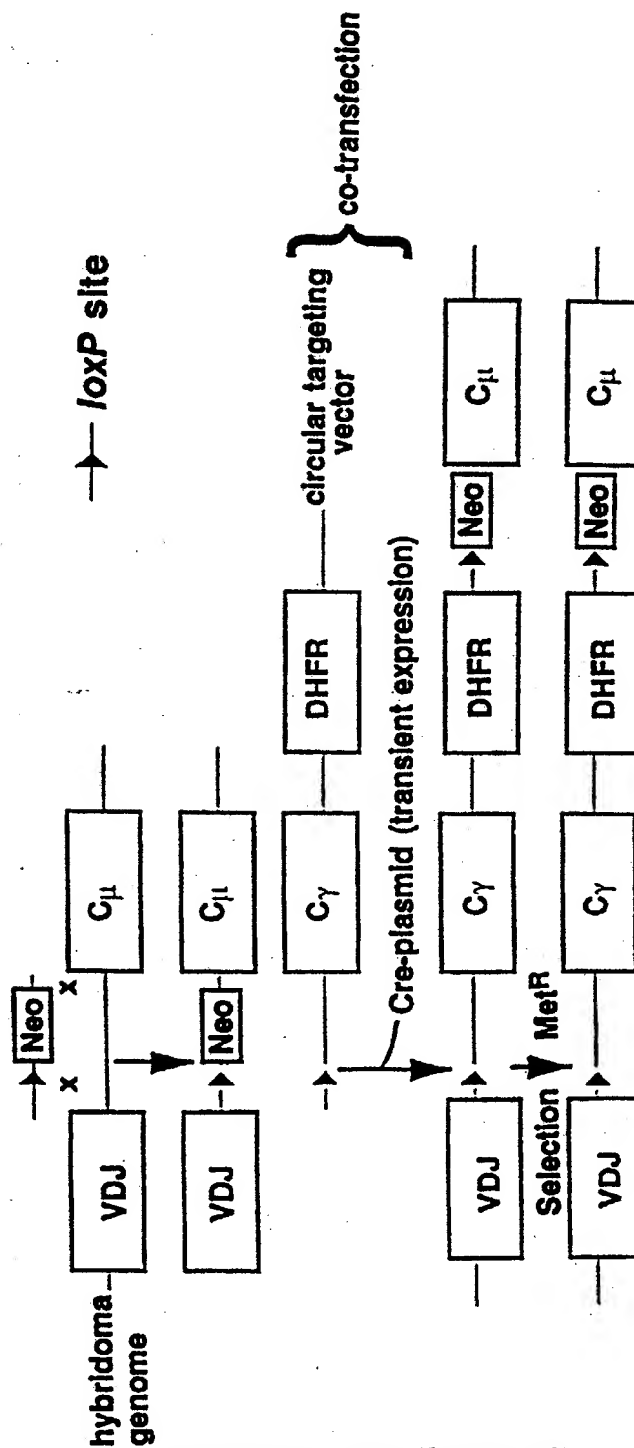 loxP site
Neo
x x
hybridoma genome
VDJ
Cμ
VDJ
Neo
Cμ
Cγ
DHFR
circular targeting
vector
co-transfection
Cre-plasmid (transient expression)
VDJ
Cγ
DHFR
Neo
Cμ
Selection MetR
VDJ
Cγ
DHFR
Neo
Cμ